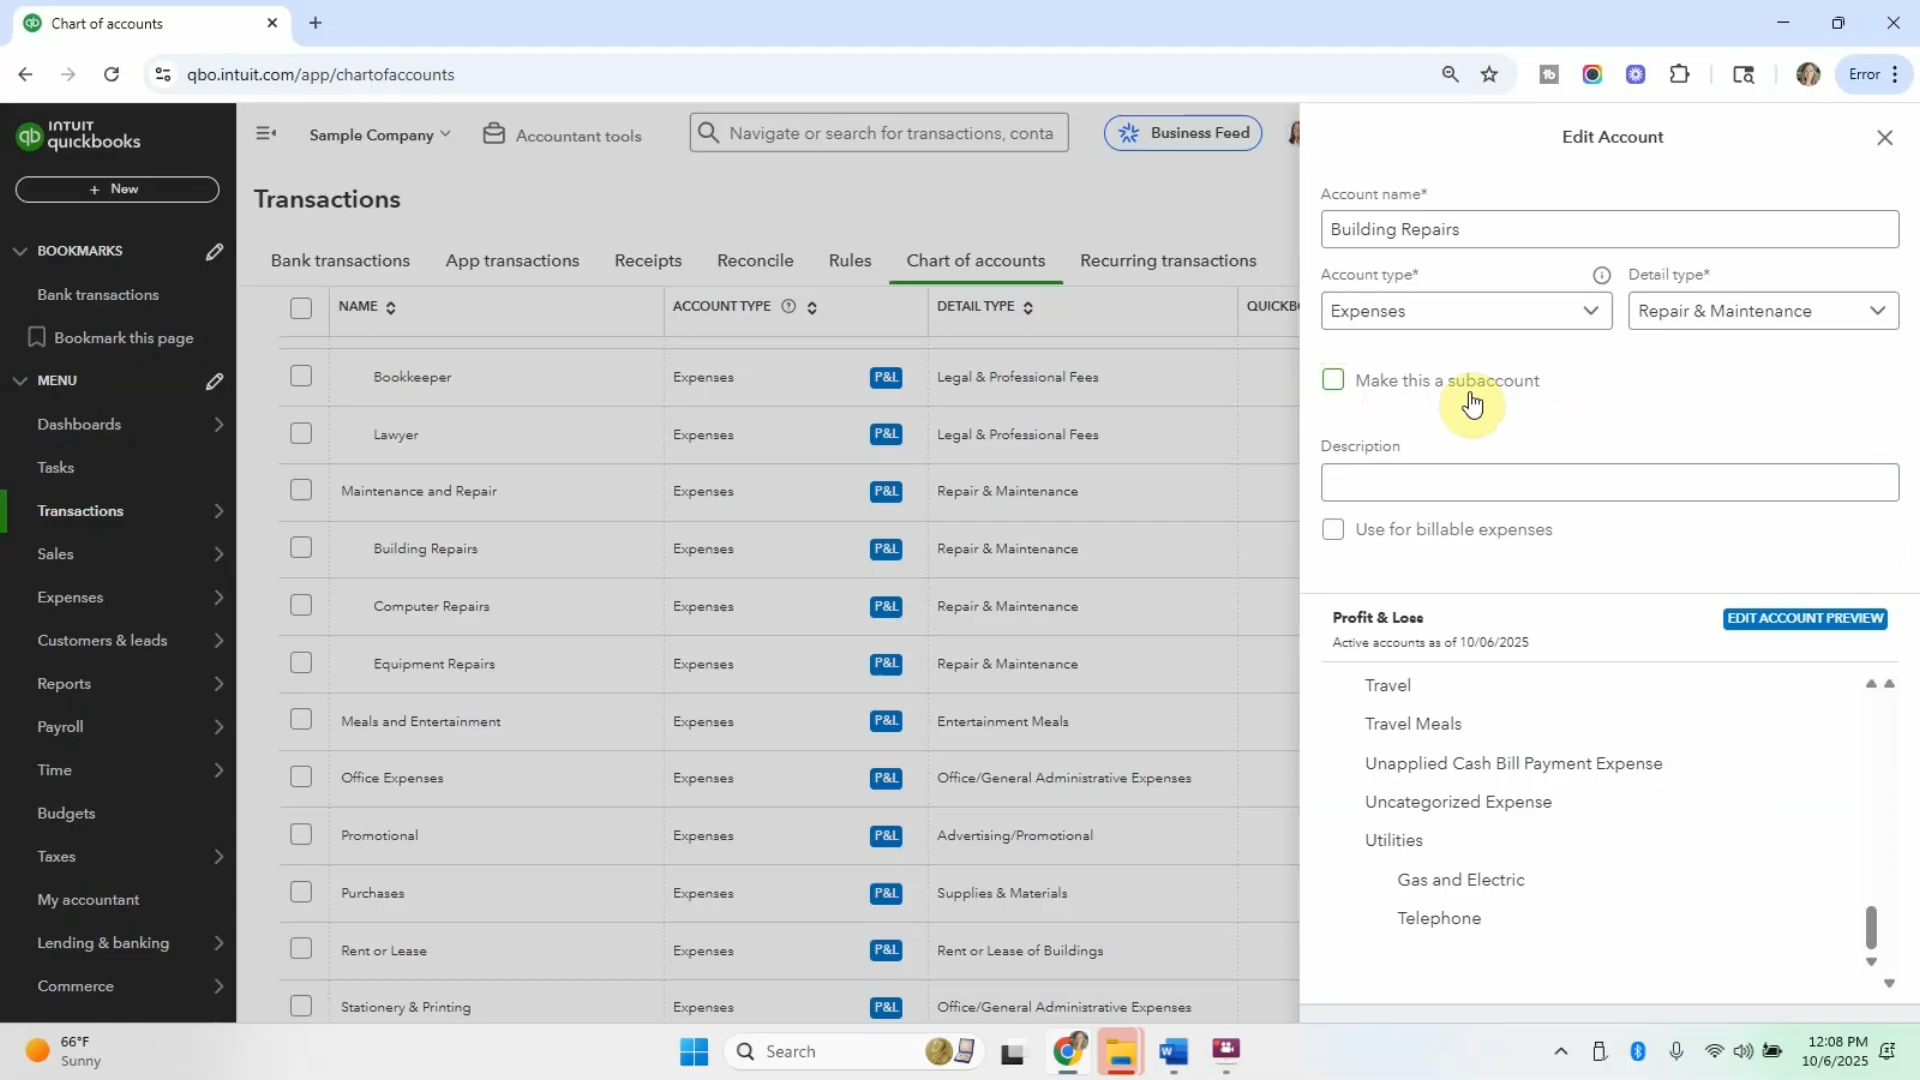 Chart of accounts
qbo.intuit.com/app/chartofaccounts
Error
INTUIT
quickbooks
+ New
BOOKMARKS
Bank transactions
Bookmark this page
MENU
Dashboards
Tasks
Transactions
Sales
Expenses
Customers & leads
Reports
Payroll
Time
Budgets
Taxes
My accountant
Lending & banking
Commerce
Sample Company
Accountant tools
Navigate or search for transactions, conta
Business Feed
Transactions
Bank transactions App transactions Receipts Reconcile Rules Chart of accounts Recurring transactions
NAME ACCOUNT TYPE DETAIL TYPE QUICKB
Bookkeeper Expenses P&L Legal & Professional Fees
Lawyer Expenses P&L Legal & Professional Fees
Maintenance and Repair Expenses P&L Repair & Maintenance
Building Repairs Expenses P&L Repair & Maintenance
Computer Repairs Expenses P&L Repair & Maintenance
Equipment Repairs Expenses P&L Repair & Maintenance
Meals and Entertainment Expenses P&L Entertainment Meals
Office Expenses Expenses P&L Office/General Administrative Expenses
Promotional Expenses P&L Advertising/Promotional
Purchases Expenses P&L Supplies & Materials
Rent or Lease Expenses P&L Rent or Lease of Buildings
Stationery & Printing Expenses P&L Office/General Administrative Expenses
Edit Account
Account name*
Building Repairs
Account type* Detail type*
Expenses Repair & Maintenance
Make this a subaccount
Description
Use for billable expenses
Profit & Loss EDIT ACCOUNT PREVIEW
Active accounts as of 10/06/2025
Travel
Travel Meals
Unapplied Cash Bill Payment Expense
Uncategorized Expense
Utilities
Gas and Electric
Telephone
66°F
Sunny
Search
12:08 PM
10/6/2025